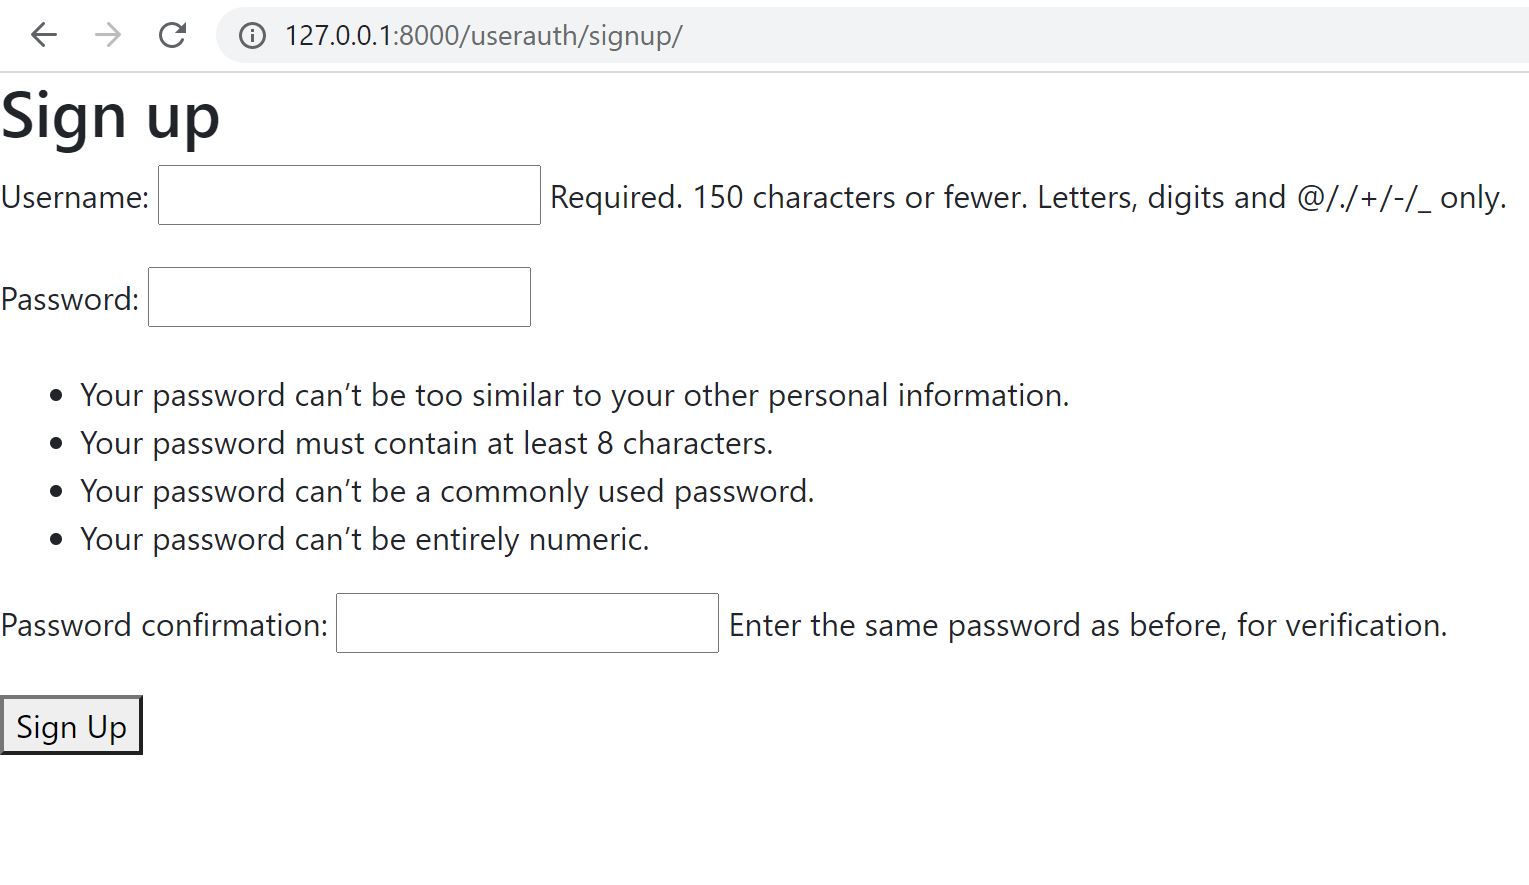 127.0.0.1:8000/userauth/signup/
Sign up
Username: Required. 150 characters or fewer. Letters, digits and @/./+/-/_ only.
Password:
• Your password can’t be too similar to your other personal information.
• Your password must contain at least 8 characters.
• Your password can’t be a commonly used password.
• Your password can’t be entirely numeric.
Password confirmation: Enter the same password as before, for verification.
Sign Up